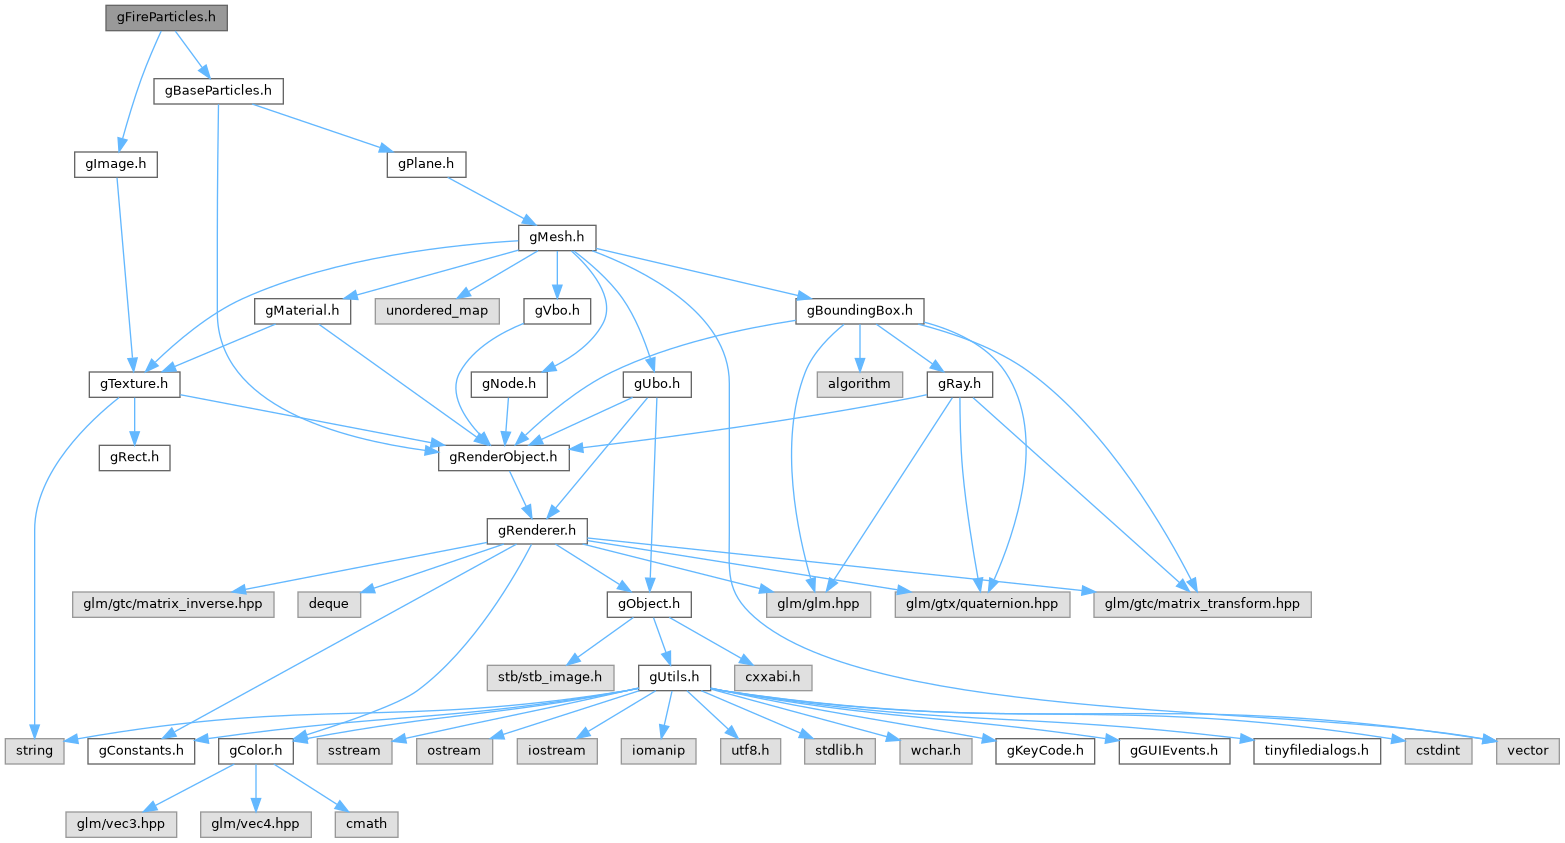 gFireParticles.h
gBaseParticles.h
gImage.h
gPlane.h
gMesh.h
gMaterial.h
unordered_map
gVbo.h
gBoundingBox.h
gTexture.h
gNode.h
gUbo.h
algorithm
gRay.h
gRect.h
gRenderObject.h
gRenderer.h
glm/gtc/matrix_inverse.hpp
deque
gObject.h
glm/glm.hpp
glm/gtx/quaternion.hpp
glm/gtc/matrix_transform.hpp
stb/stb_image.h
gUtils.h
cxxabi.h
string
gConstants.h
gColor.h
sstream
ostream
iostream
iomanip
utf8.h
stdlib.h
wchar.h
gKeyCode.h
gGUIEvents.h
tinyfiledialogs.h
cstdint
vector
glm/vec3.hpp
glm/vec4.hpp
cmath